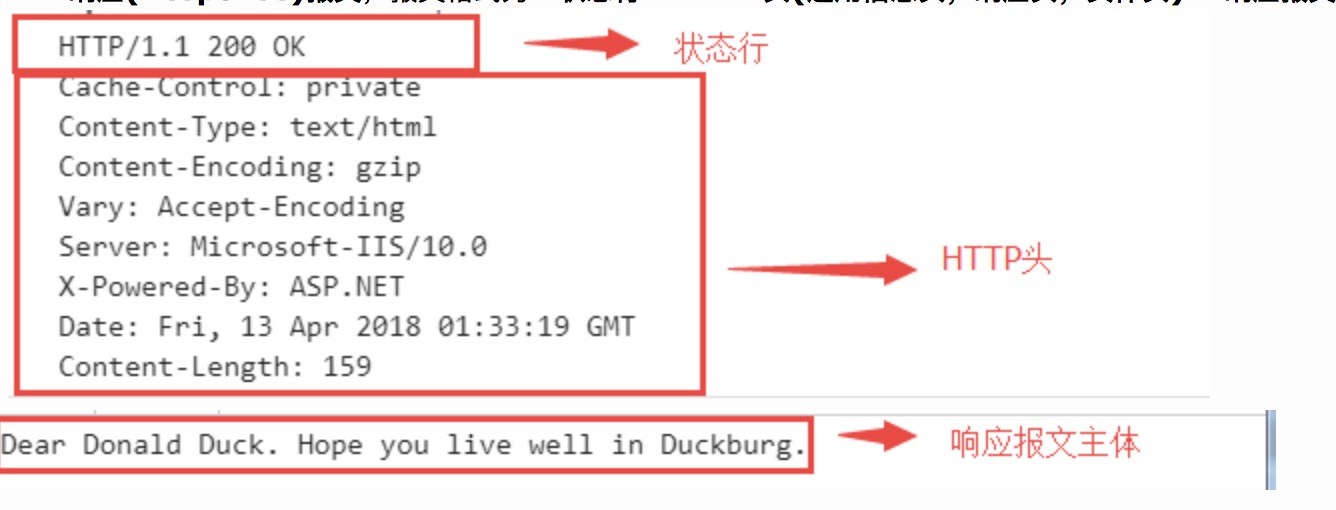 HTTP/1.1 200 OK
状态行
Cache-Control: private
Content-Type: text/html
Content-Encoding: gzip
Vary: Accept-Encoding
Server: Microsoft-IIS/10.0
HTTP头
X-Powered-By: ASP.NET
Date: Fri, 13 Apr 2018 01:33:19 GMT
Content-Length: 159
Dear Donald Duck. Hope you live well in Duckburg.
响应报文主体